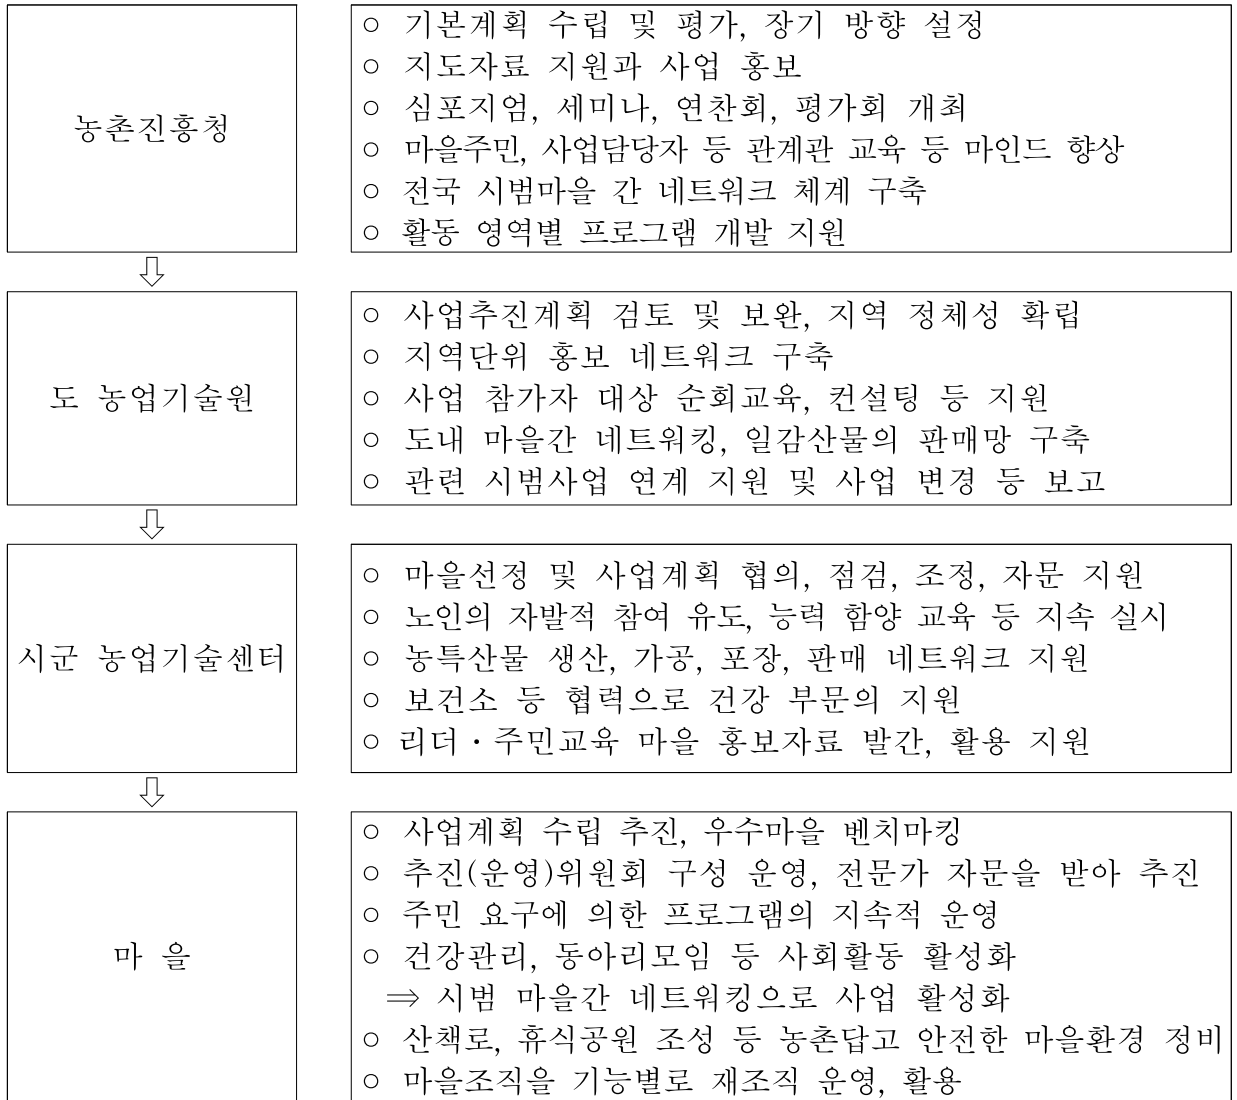 농촌진흥청
○ 기본계획 수립 및 평가, 장기 방향 설정
○ 지도자료 지원과 사업 홍보
○ 심포지엄, 세미나, 연찬회, 평가회 개최
○ 마을주민, 사업담당자 등 관계관 교육 등 마인드 향상
○ 전국 시범마을 간 네트워크 체계 구축
○ 활동 영역별 프로그램 개발 지원
⇩
도 농업기술원
○ 사업추진계획 검토 및 보완, 지역 정체성 확립
○ 지역단위 홍보 네트워크 구축
○ 사업 참가자 대상 순회교육, 컨설팅 등 지원
○ 도내 마을간 네트워킹, 일감산물의 판매망 구축
○ 관련 시범사업 연계 지원 및 사업 변경 등 보고
⇩
시군 농업기술센터
○ 마을선정 및 사업계획 협의, 점검, 조정, 자문 지원
○ 노인의 자발적 참여 유도, 능력 함양 교육 등 지속 실시
○ 농특산물 생산, 가공, 포장, 판매 네트워크 지원
○ 보건소 등 협력으로 건강 부문의 지원
○ 리더・주민교육 마을 홍보자료 발간, 활용 지원
⇩
마 을
○ 사업계획 수립 추진, 우수마을 벤치마킹
○ 추진(운영)위원회 구성 운영, 전문가 자문을 받아 추진
○ 주민 요구에 의한 프로그램의 지속적 운영
○ 건강관리, 동아리모임 등 사회활동 활성화
⇒ 시범 마을간 네트워킹으로 사업 활성화
○ 산책로, 휴식공원 조성 등 농촌답고 안전한 마을환경 정비
○ 마을조직을 기능별로 재조직 운영, 활용